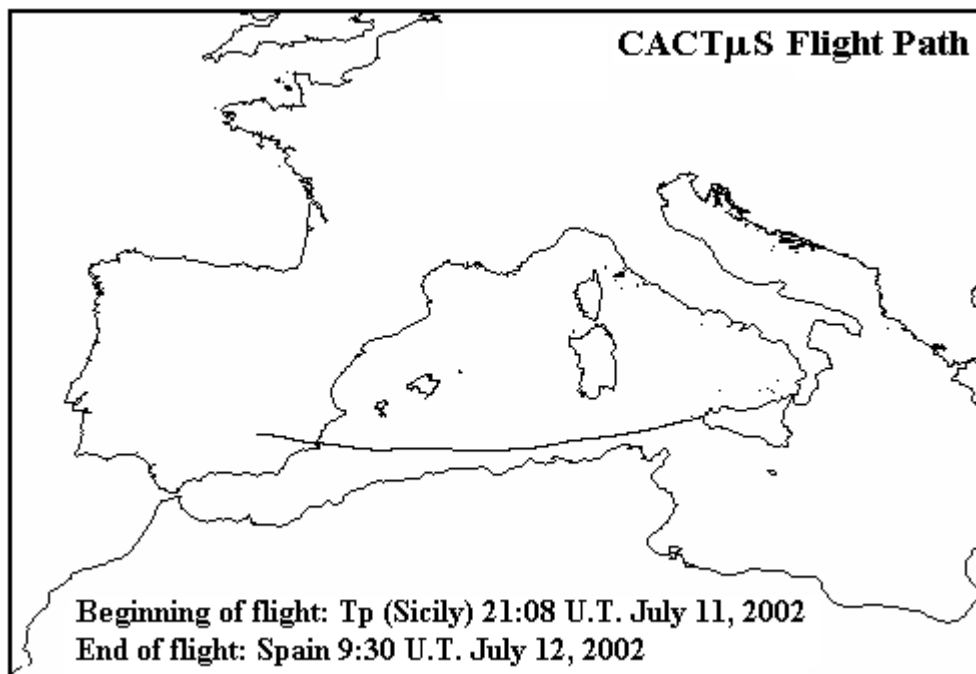 CACTμS Flight Path
Beginning of flight: Tp (Sicily) 21:08 U.T. July 11, 2002
End of flight: Spain 9:30 U.T. July 12, 2002